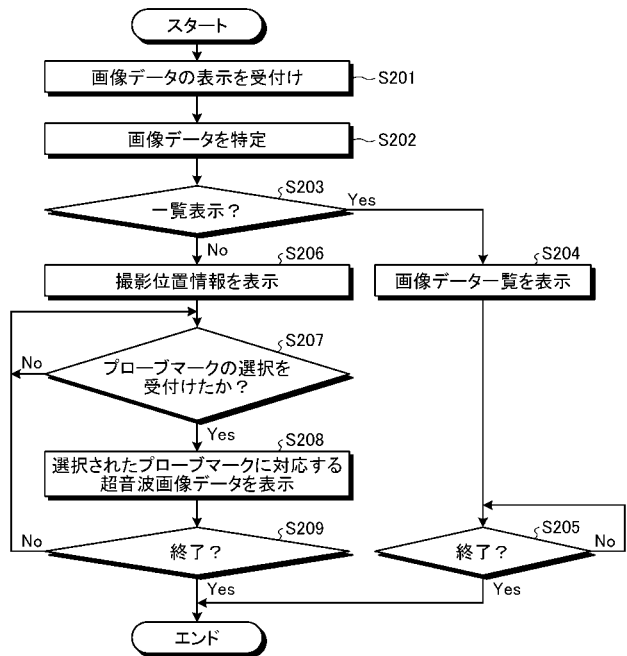 スタート
画像データの表示を受付け
S201
画像データを特定
S202
S203
一覧表示？
Yes
No
S206
撮影位置情報を表示
S204
画像データ一覧を表示
S207
プローブマークの選択を
受付けたか？
No
Yes
S208
選択されたプローブマークに対応する
超音波画像データを表示
S209
終了？
No
Yes
S205
終了？
No
Yes
エンド